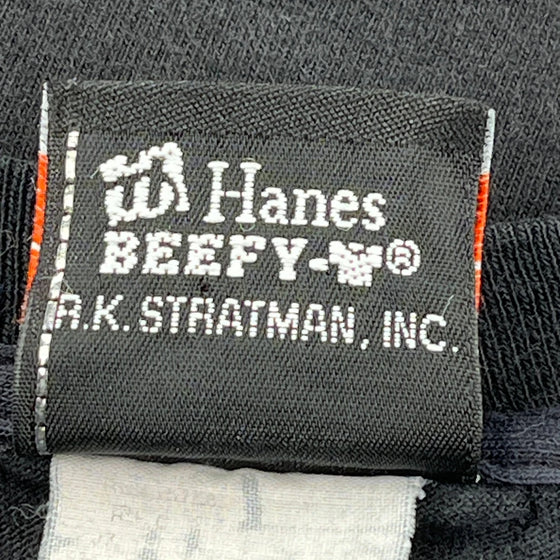 Hanes
BEEFY-T®
R.K. STRATMAN, INC.